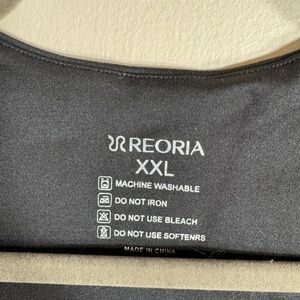 REORIA
XXL
MACHINE WASHABLE
DO NOT IRON
DO NOT USE BLEACH
DO NOT USE SOFTENRS
MADE IN CHINA